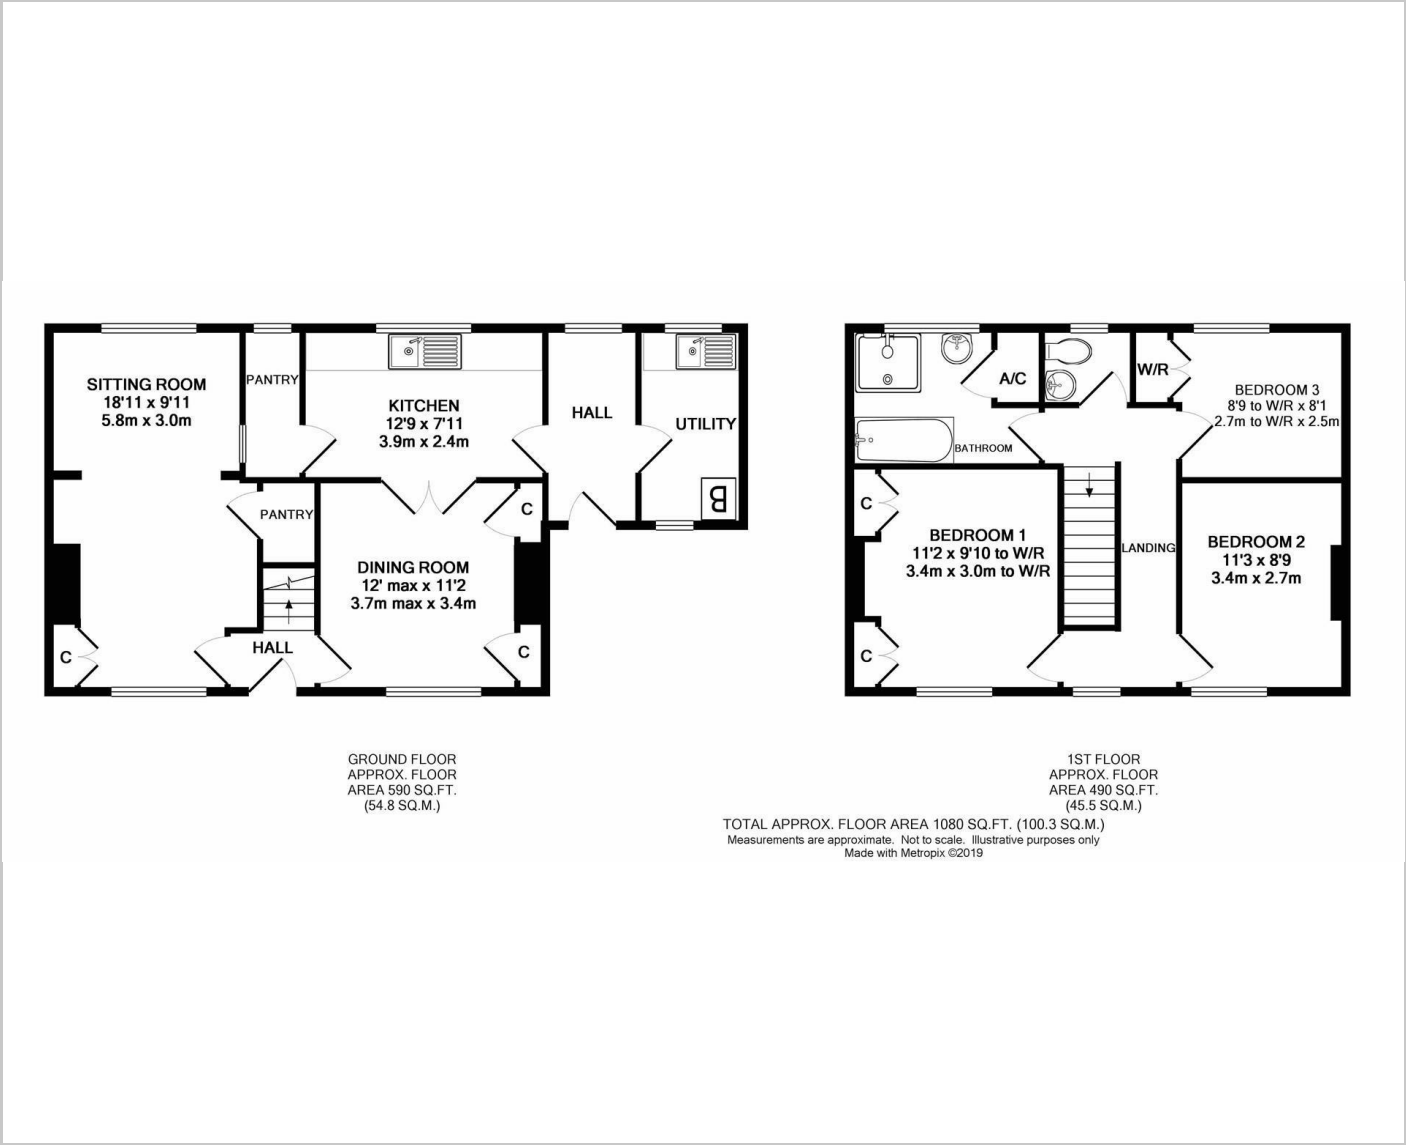 SITTING ROOM
18'11 x 9'11
5.8m x 3.0m
PANTRY
KITCHEN
12'9 x 7'11
3.9m x 2.4m
HALL
UTILITY
B
PANTRY
C
DINING ROOM
12' max x 11'2
3.7m max x 3.4m
HALL
C
C
GROUND FLOOR
APPROX. FLOOR
AREA 590 SQ.FT.
(54.8 SQ.M.)
A/C
W/R
BEDROOM 3
8'9 to W/R x 8'1
2.7m to W/R x 2.5m
BATHROOM
C
BEDROOM 1
11'2 x 9'10 to W/R
3.4m x 3.0m to W/R
LANDING
BEDROOM 2
11'3 x 8'9
3.4m x 2.7m
C
1ST FLOOR
APPROX. FLOOR
AREA 490 SQ.FT.
(45.5 SQ.M.)
TOTAL APPROX. FLOOR AREA 1080 SQ.FT. (100.3 SQ.M.)
Measurements are approximate. Not to scale. Illustrative purposes only
Made with Metropix ©2019